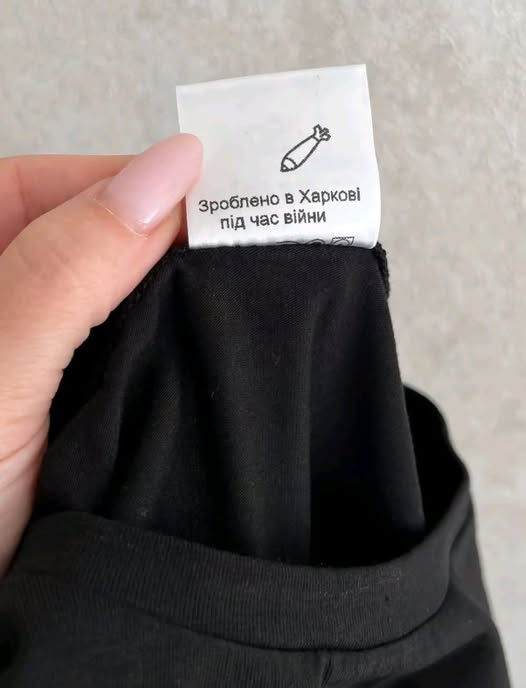 Зроблено в Харкові
під час війни